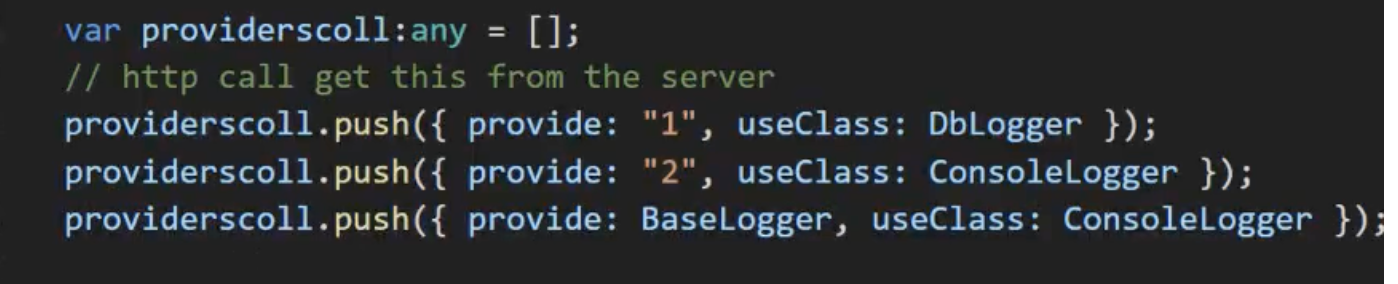 var providerscoll:any = [];
// http call get this from the server
providerscoll.push({ provide: "1", useClass: DbLogger });
providerscoll.push({ provide: "2", useClass: ConsoleLogger });
providerscoll.push({ provide: BaseLogger, useClass: ConsoleLogger });